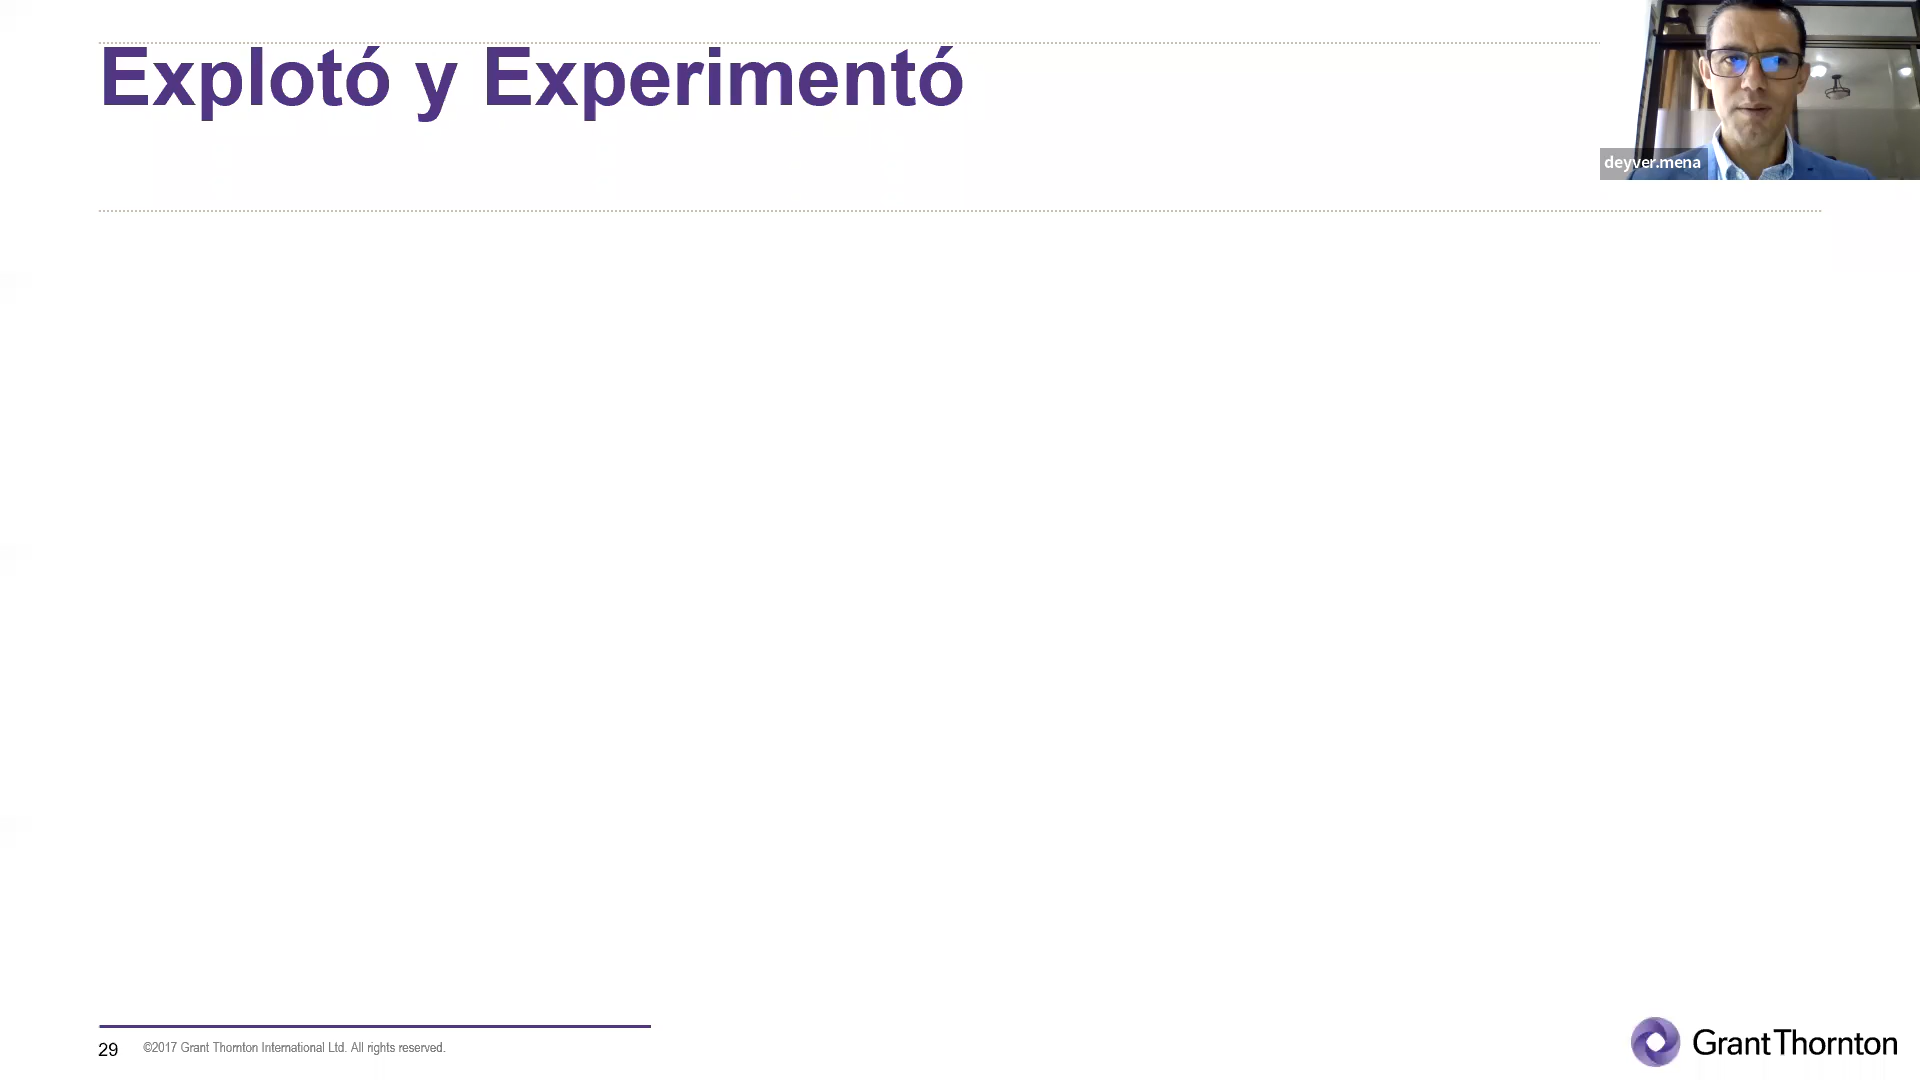 Explotó y Experimentó
deyver.mena
29
©2017 Grant Thornton International Ltd. All rights reserved.
Grant Thornton